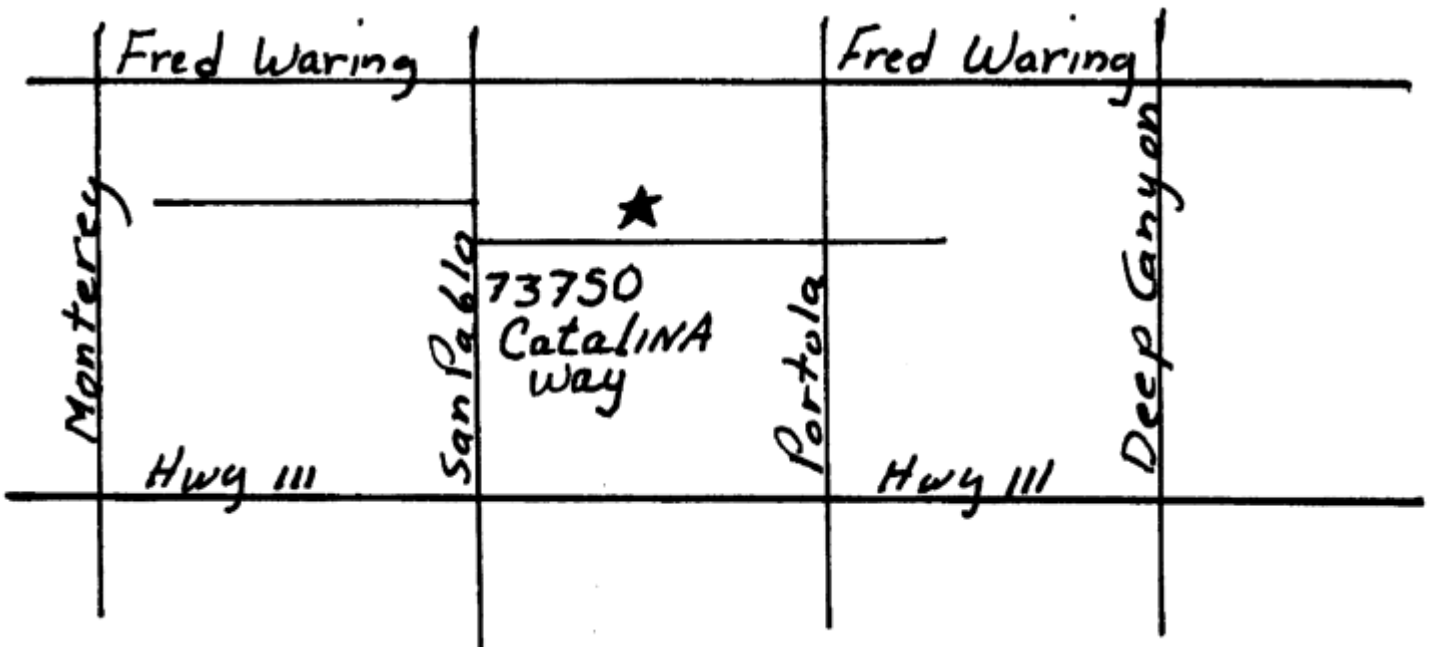 Fred Waring
Fred Waring
Monterey
San Pablo
73750
CatalINA
Way
Portola
Deep Canyon
Hwy 111
Hwy 111